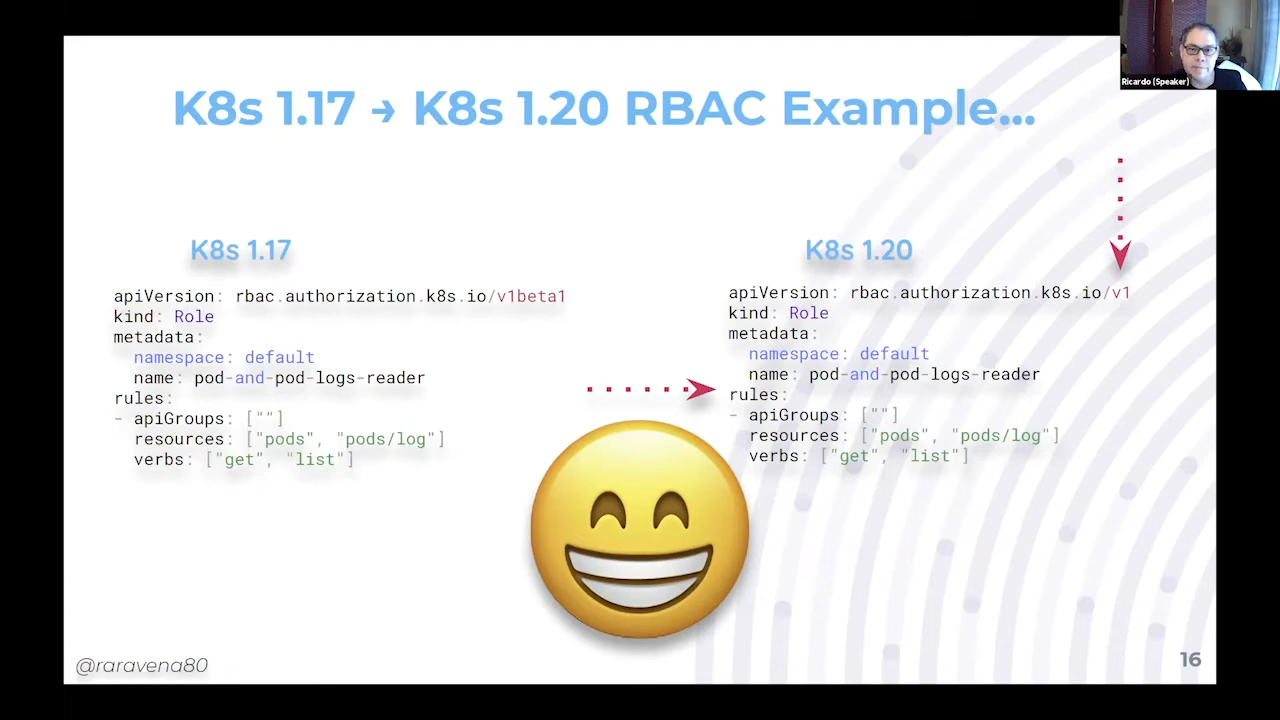 Ricardo (Speaker)
K8s 1.17 → K8s 1.20 RBAC Example...
K8s 1.17
apiVersion: rbac.authorization.k8s.io/v1beta1
kind: Role
metadata:
  namespace: default
  name: pod-and-pod-logs-reader
rules:
- apiGroups: [""]
  resources: ["pods", "pods/log"]
  verbs: ["get", "list"]
K8s 1.20
apiVersion: rbac.authorization.k8s.io/v1
kind: Role
metadata:
  namespace: default
  name: pod-and-pod-logs-reader
rules:
- apiGroups: [""]
  resources: ["pods", "pods/log"]
  verbs: ["get", "list"]
@raravena80
16